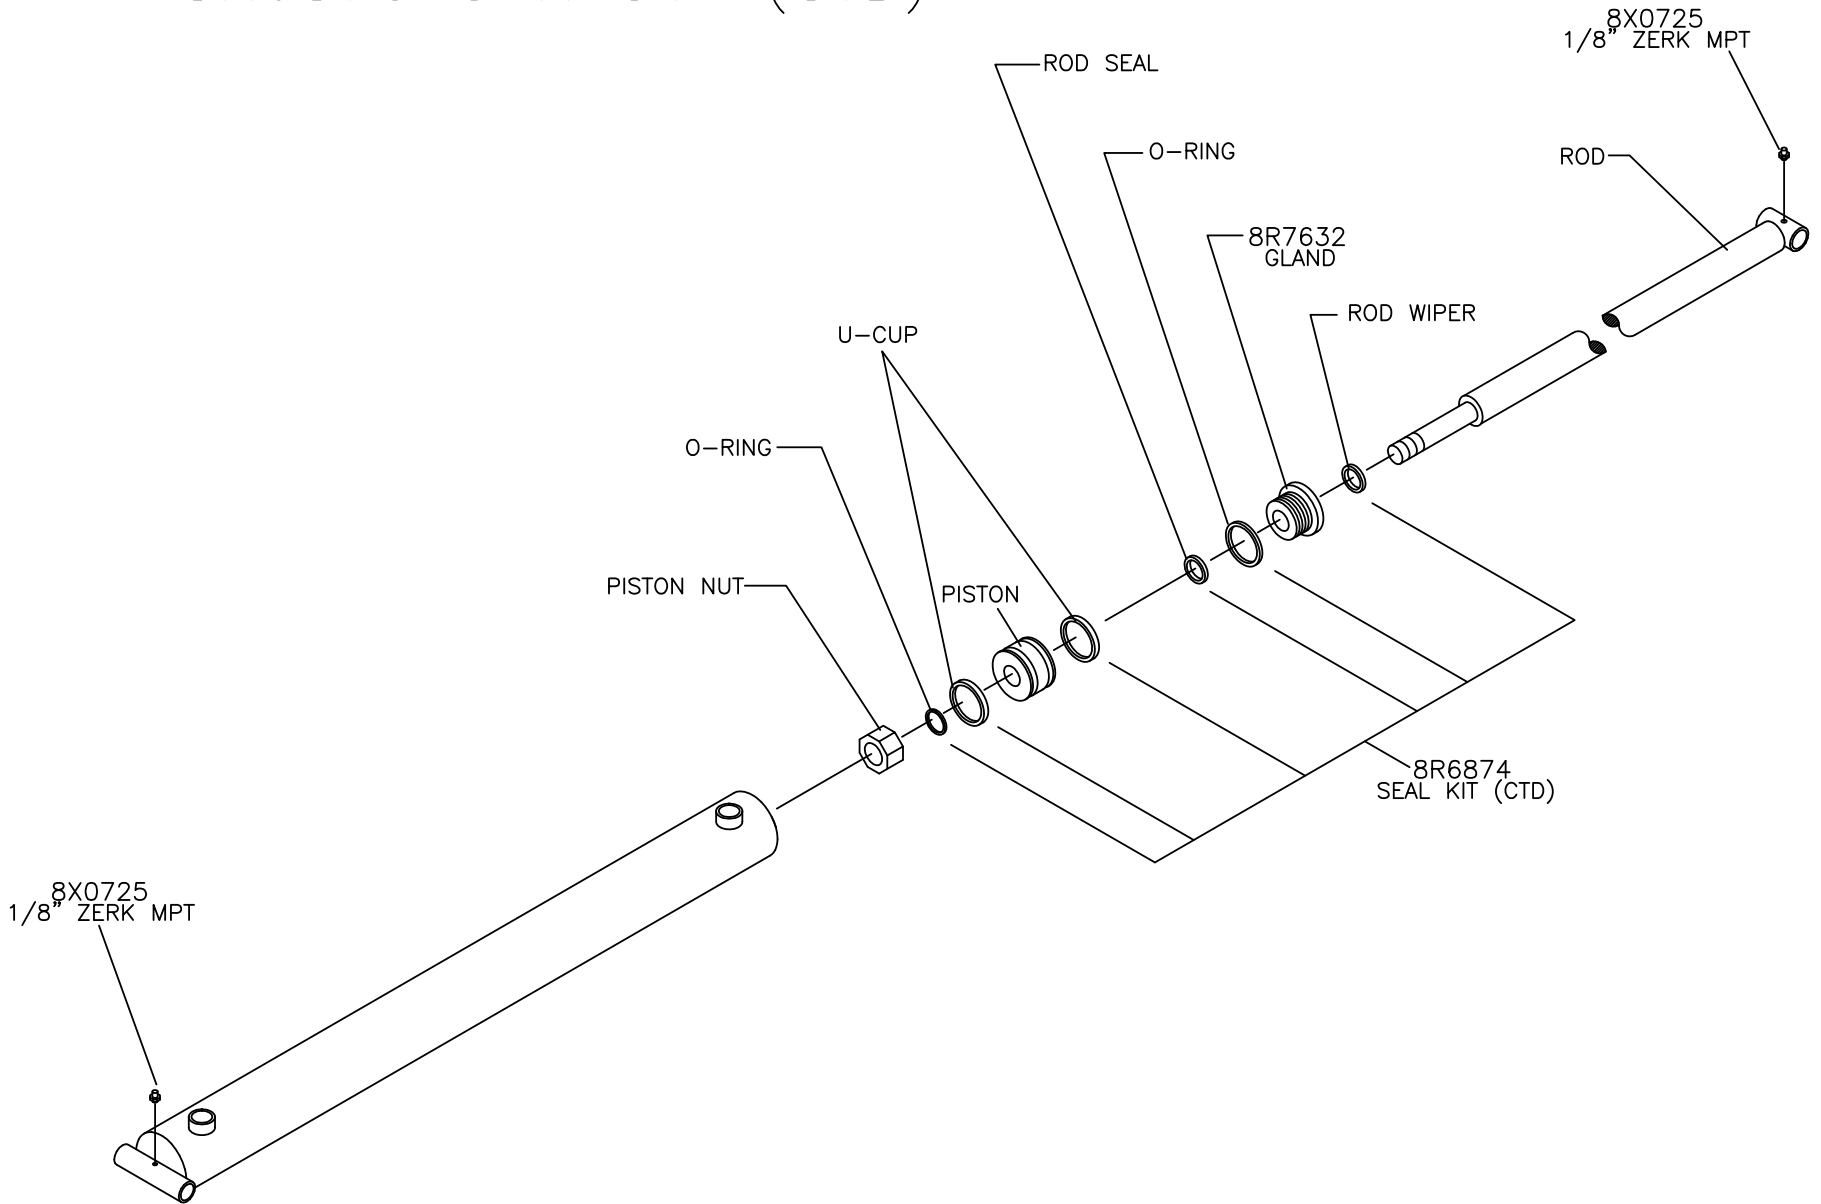 8X0725
1/8" ZERK MPT
ROD SEAL
O-RING
ROD
8R7632
GLAND
ROD WIPER
U-CUP
O-RING
PISTON NUT
PISTON
8R6874
SEAL KIT (CTD)
8X0725
1/8" ZERK MPT